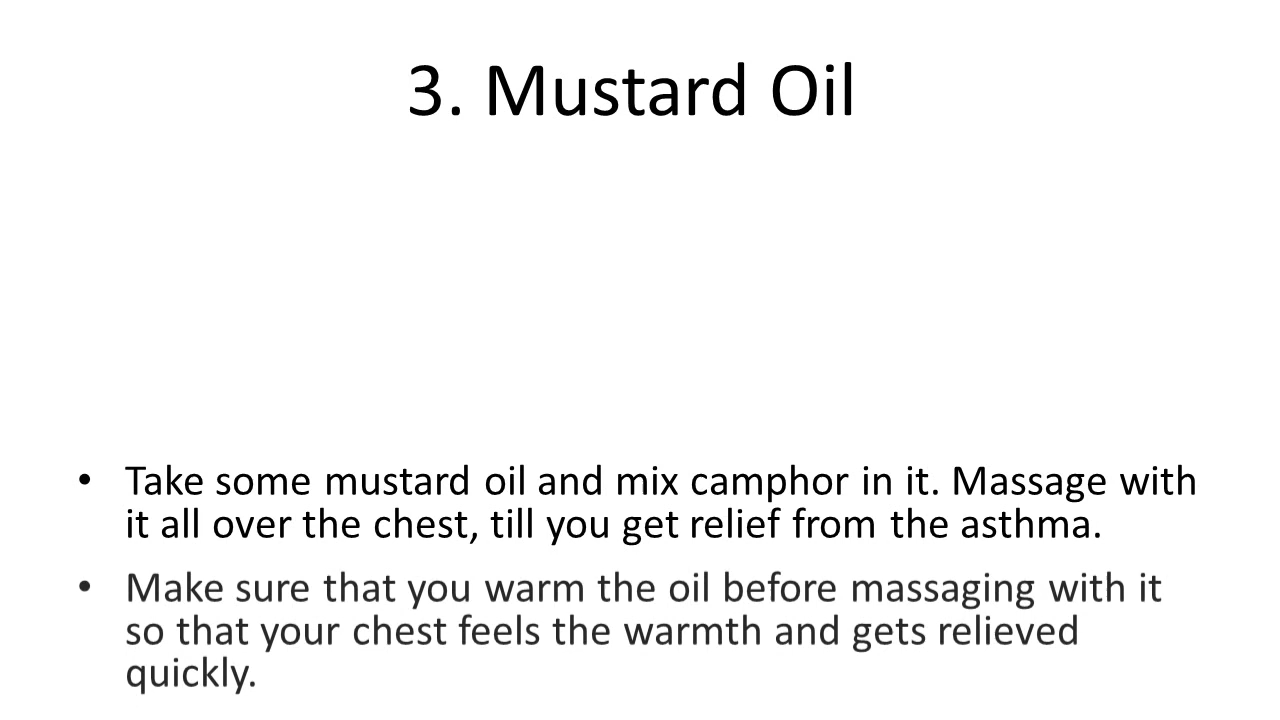 3. Mustard Oil
• Take some mustard oil and mix camphor in it. Massage with
it all over the chest, till you get relief from the asthma.
• Make sure that you warm the oil before massaging with it
so that your chest feels the warmth and gets relieved
quickly.